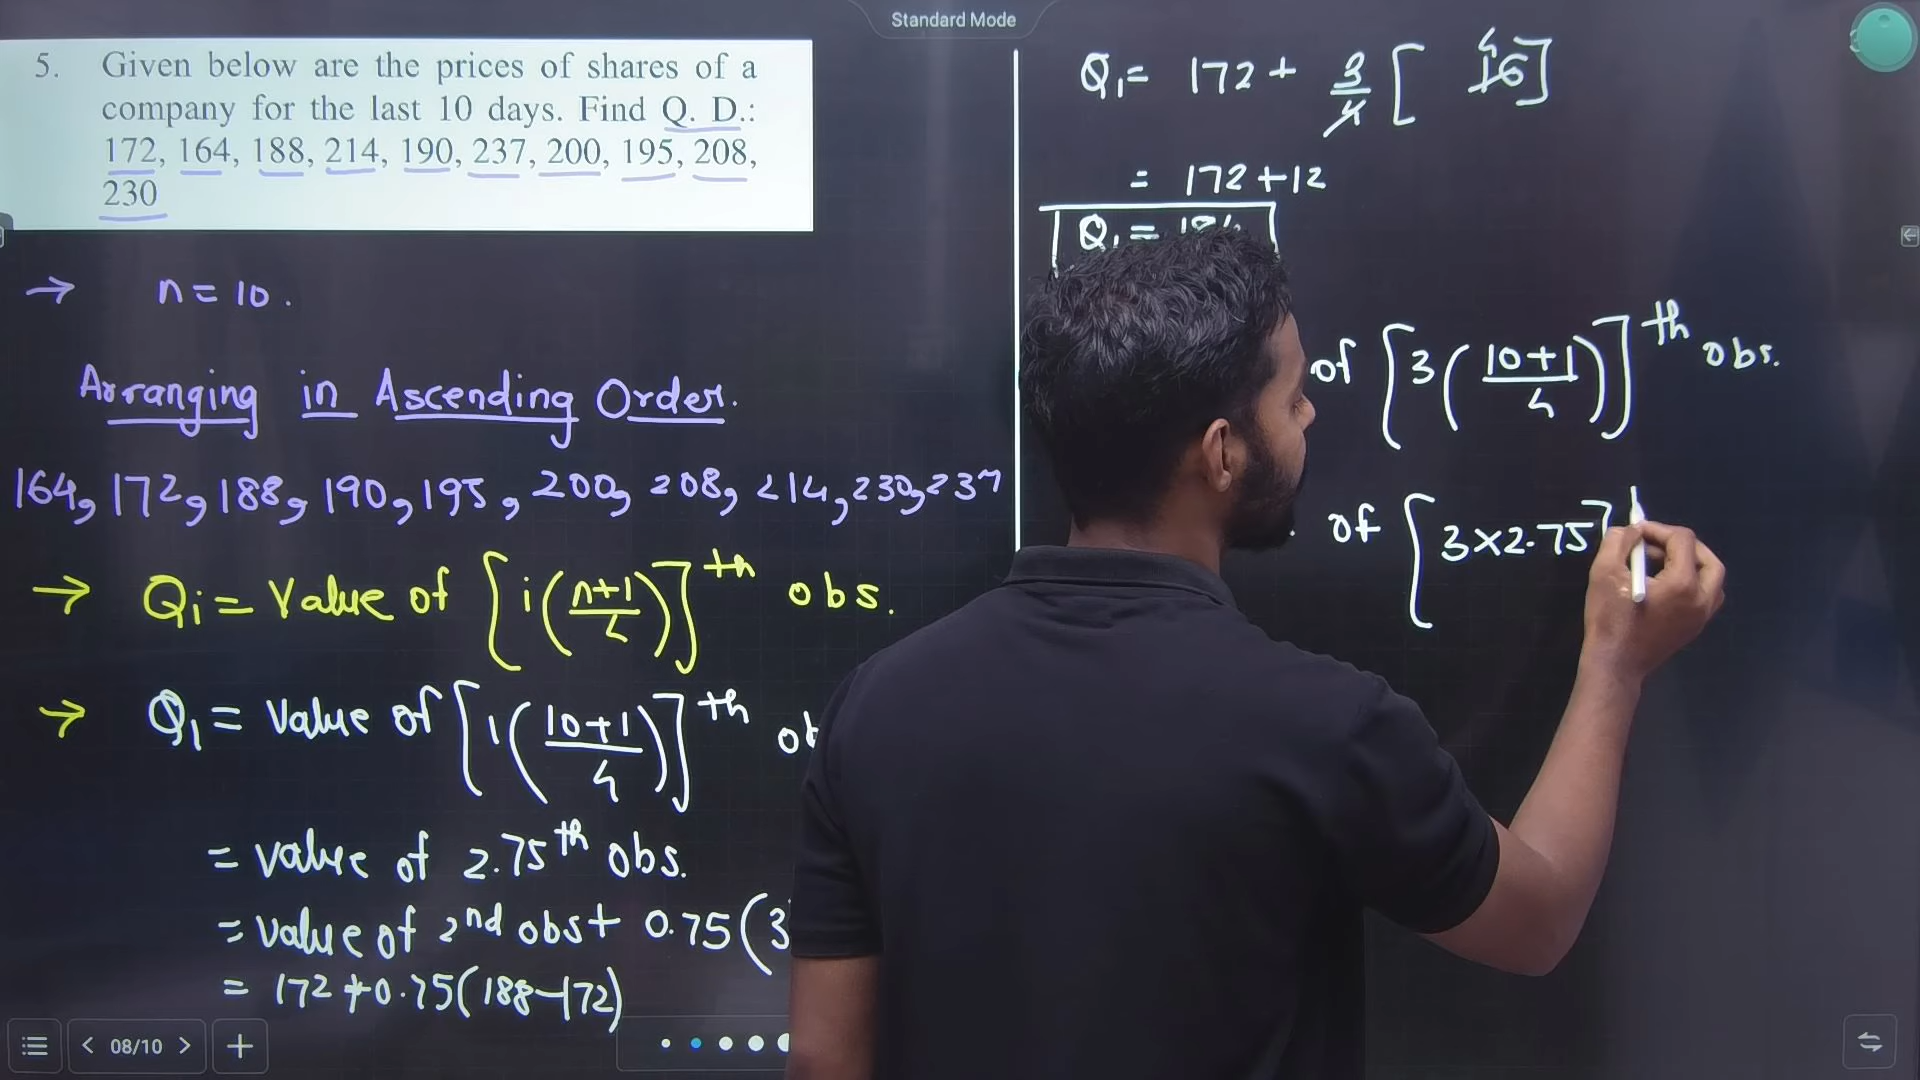 Standard Mode
5. Given below are the prices of shares of a
company for the last 10 days. Find Q. D.:
172, 164, 188, 214, 190, 237, 200, 195, 208,
230
→ n = 10.
Arranging in Ascending Order.
164, 172, 188, 190, 195, 200, 208, 214, 230, 237
→ Qi = Value of [i(n+1/4)]th obs.
→ Q1 = Value of [1(10+1/4)]th
= value of 2.75th obs.
= value of 2nd obs + 0.75(3
= 172 + 0.75(188-172)
08/10
Q1 = 172 + 3/4 [ 16] 4
= 172 + 12
Q1 =
of [3(10+1/4)]th obs.
of [3×2.75]